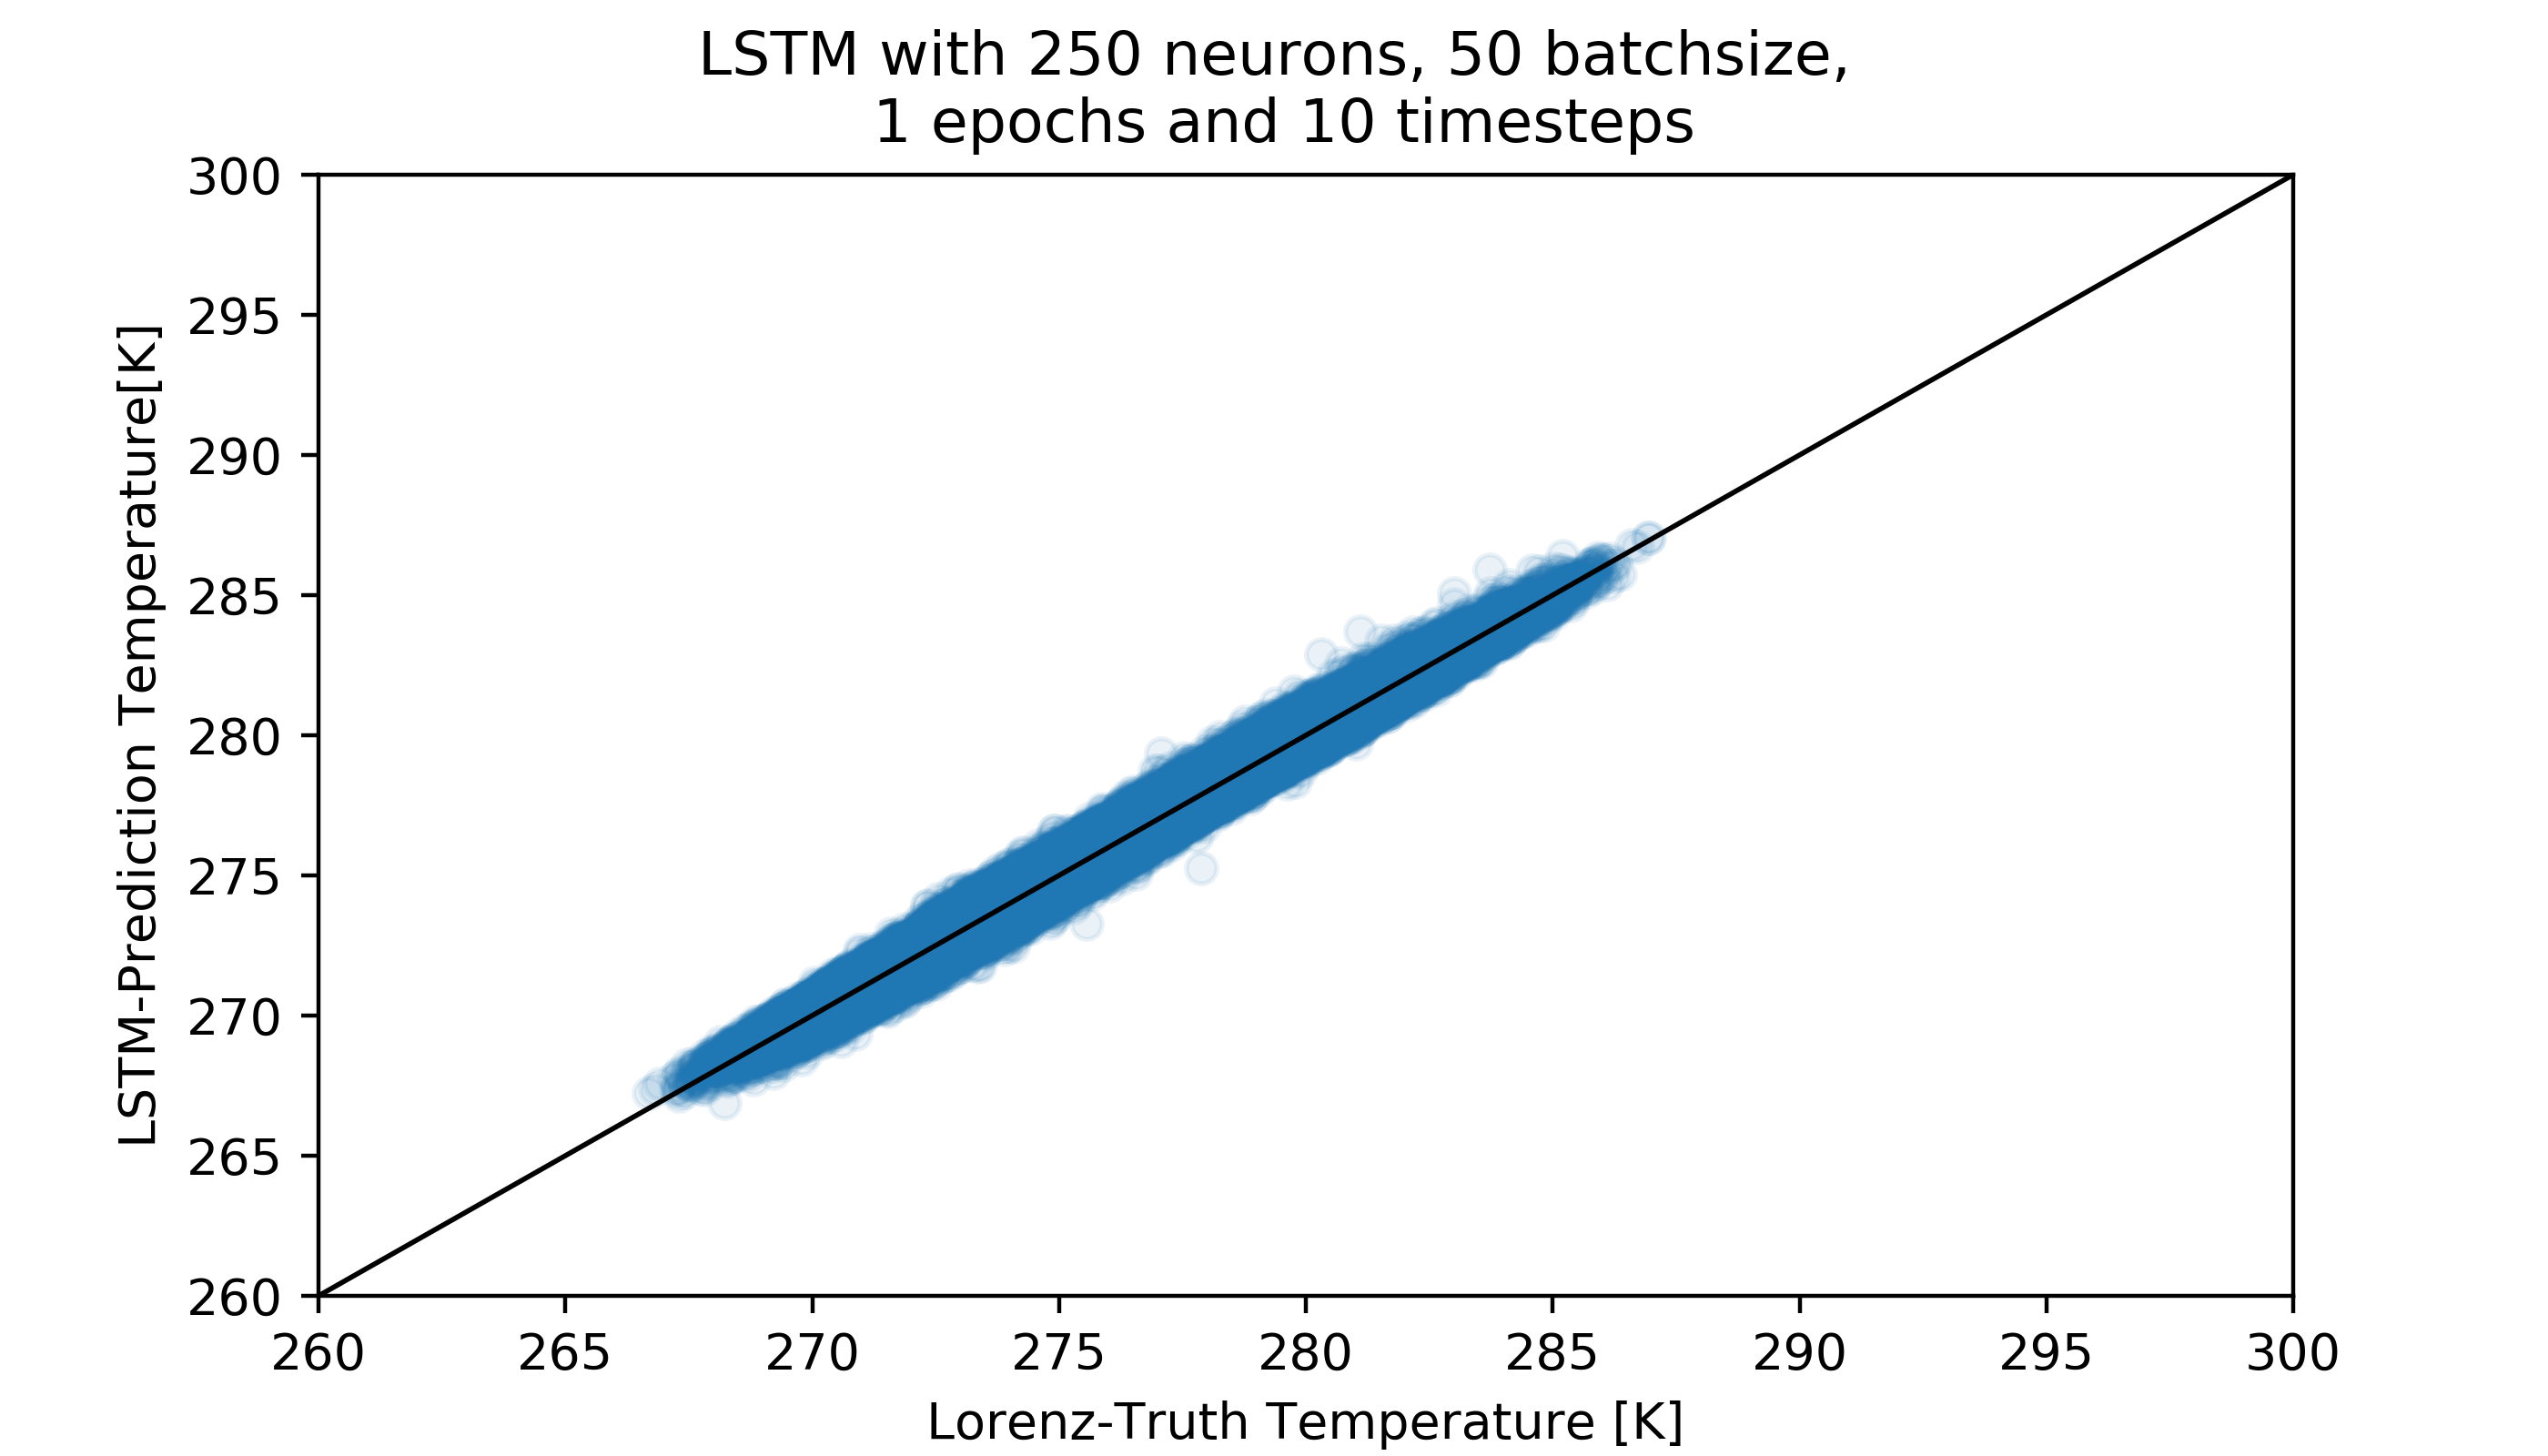 LSTM with 250 neurons, 50 batchsize,
1 epochs and 10 timesteps
LSTM-Prediction Temperature[K]
300
295
290
285
280
275
270
265
260
260 265 270 275 280 285 290 295 300
Lorenz-Truth Temperature [K]